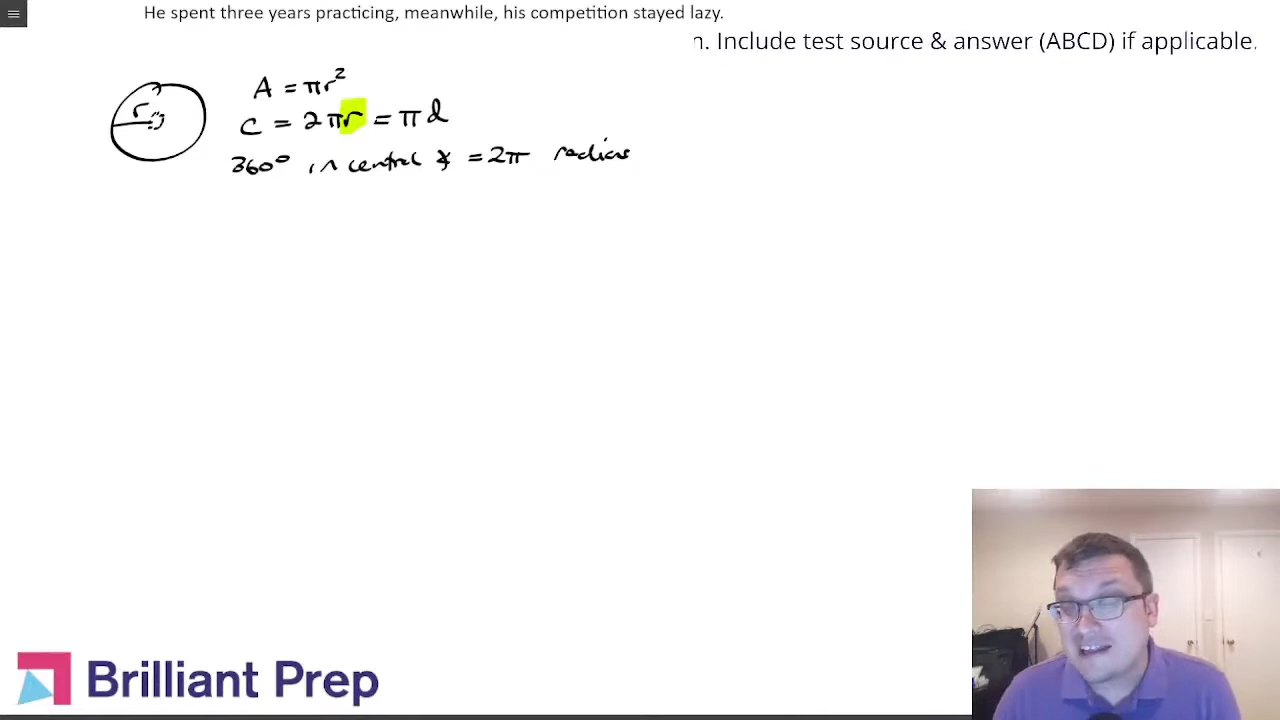 He spent three years practicing, meanwhile, his competition stayed lazy.
n. Include test source & answer (ABCD) if applicable.
r
A = πr²
C = 2πr = πd
360° in central ∡ = 2π radians
Brilliant Prep